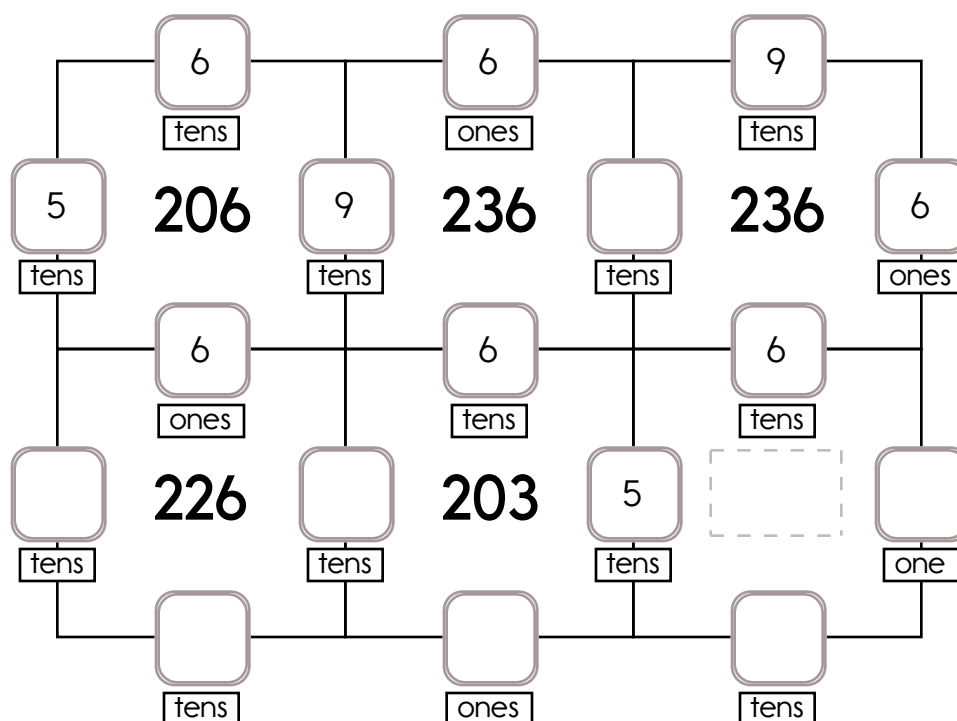 6 6 9
tens ones tens
5 206 9 236 236 6
tens tens tens ones
6 6 6
ones tens tens
226 203 5
tens tens tens one
tens ones tens